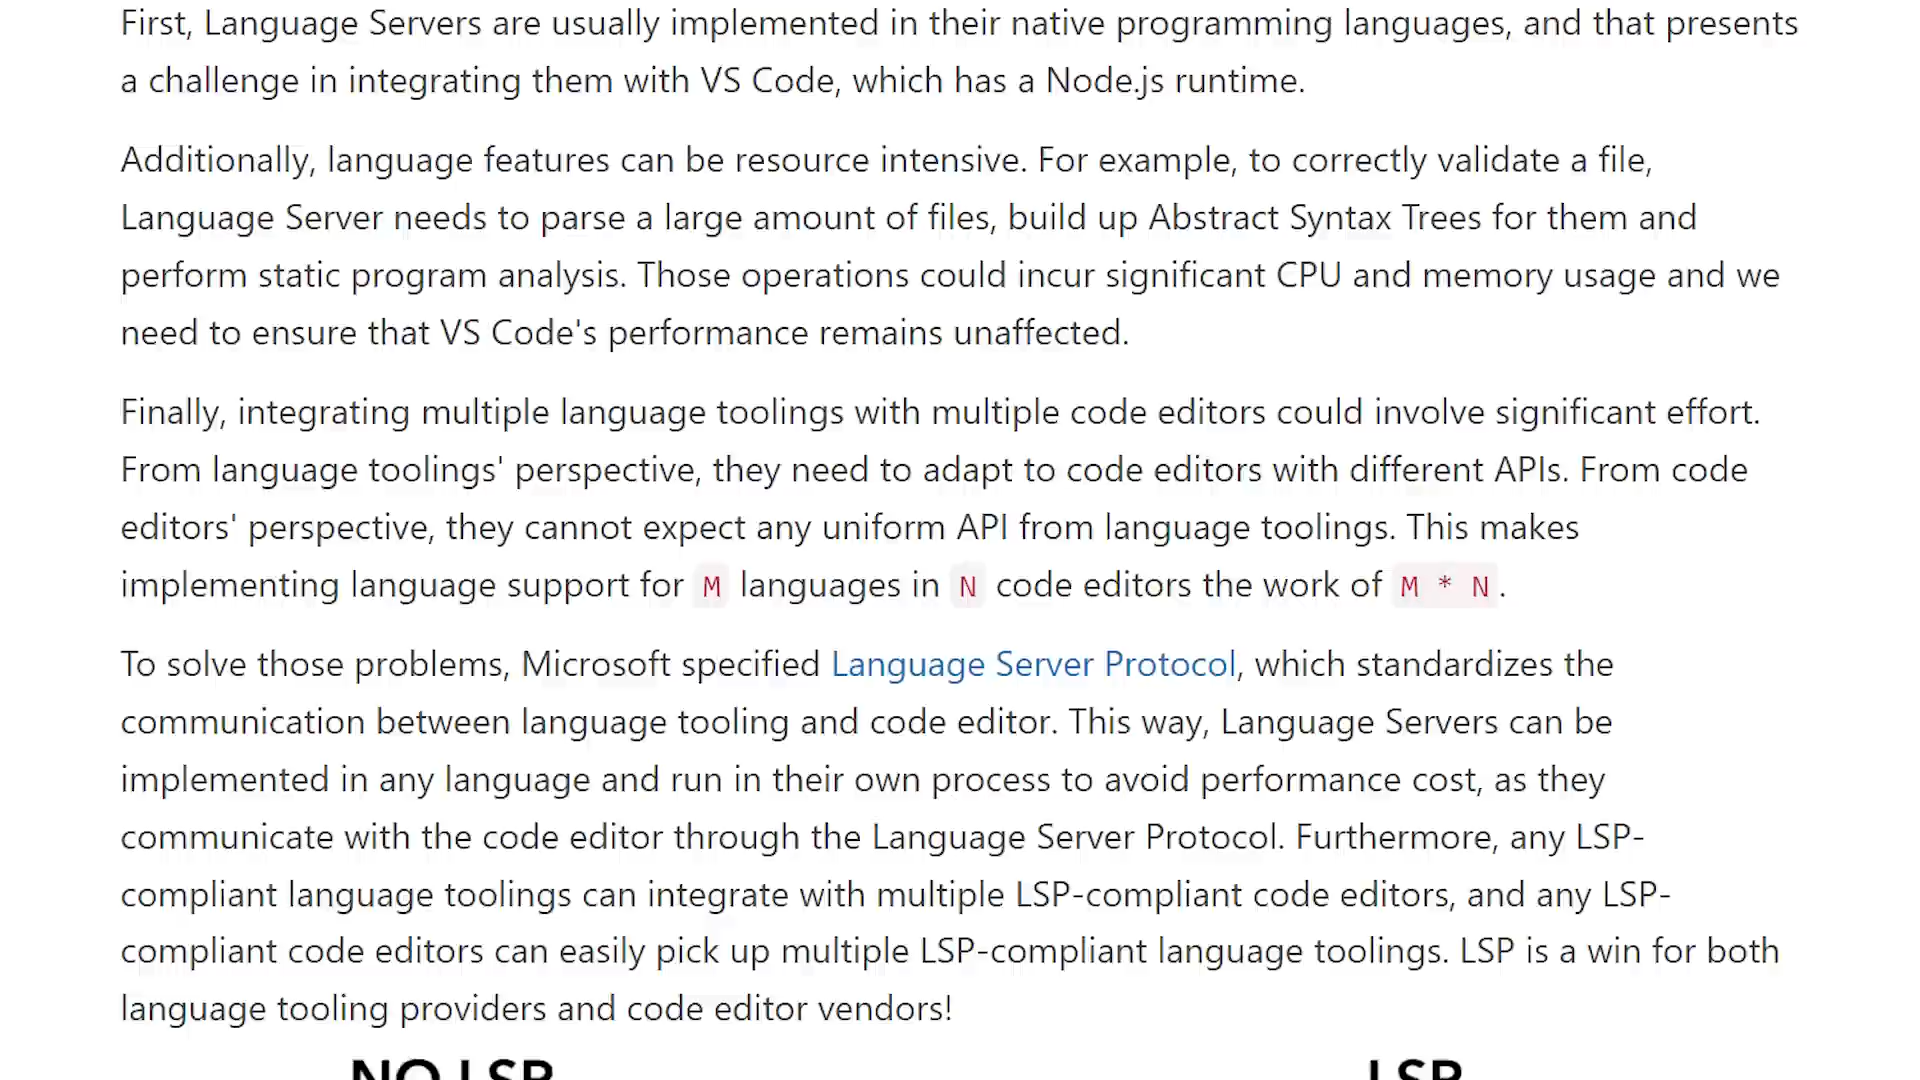 First, Language Servers are usually implemented in their native programming languages, and that presents
a challenge in integrating them with VS Code, which has a Node.js runtime.
Additionally, language features can be resource intensive. For example, to correctly validate a file,
Language Server needs to parse a large amount of files, build up Abstract Syntax Trees for them and
perform static program analysis. Those operations could incur significant CPU and memory usage and we
need to ensure that VS Code's performance remains unaffected.
Finally, integrating multiple language toolings with multiple code editors could involve significant effort.
From language toolings' perspective, they need to adapt to code editors with different APIs. From code
editors' perspective, they cannot expect any uniform API from language toolings. This makes
implementing language support for M languages in N code editors the work of M * N.
To solve those problems, Microsoft specified Language Server Protocol, which standardizes the
communication between language tooling and code editor. This way, Language Servers can be
implemented in any language and run in their own process to avoid performance cost, as they
communicate with the code editor through the Language Server Protocol. Furthermore, any LSP-
compliant language toolings can integrate with multiple LSP-compliant code editors, and any LSP-
compliant code editors can easily pick up multiple LSP-compliant language toolings. LSP is a win for both
language tooling providers and code editor vendors!
NO LSP LSP